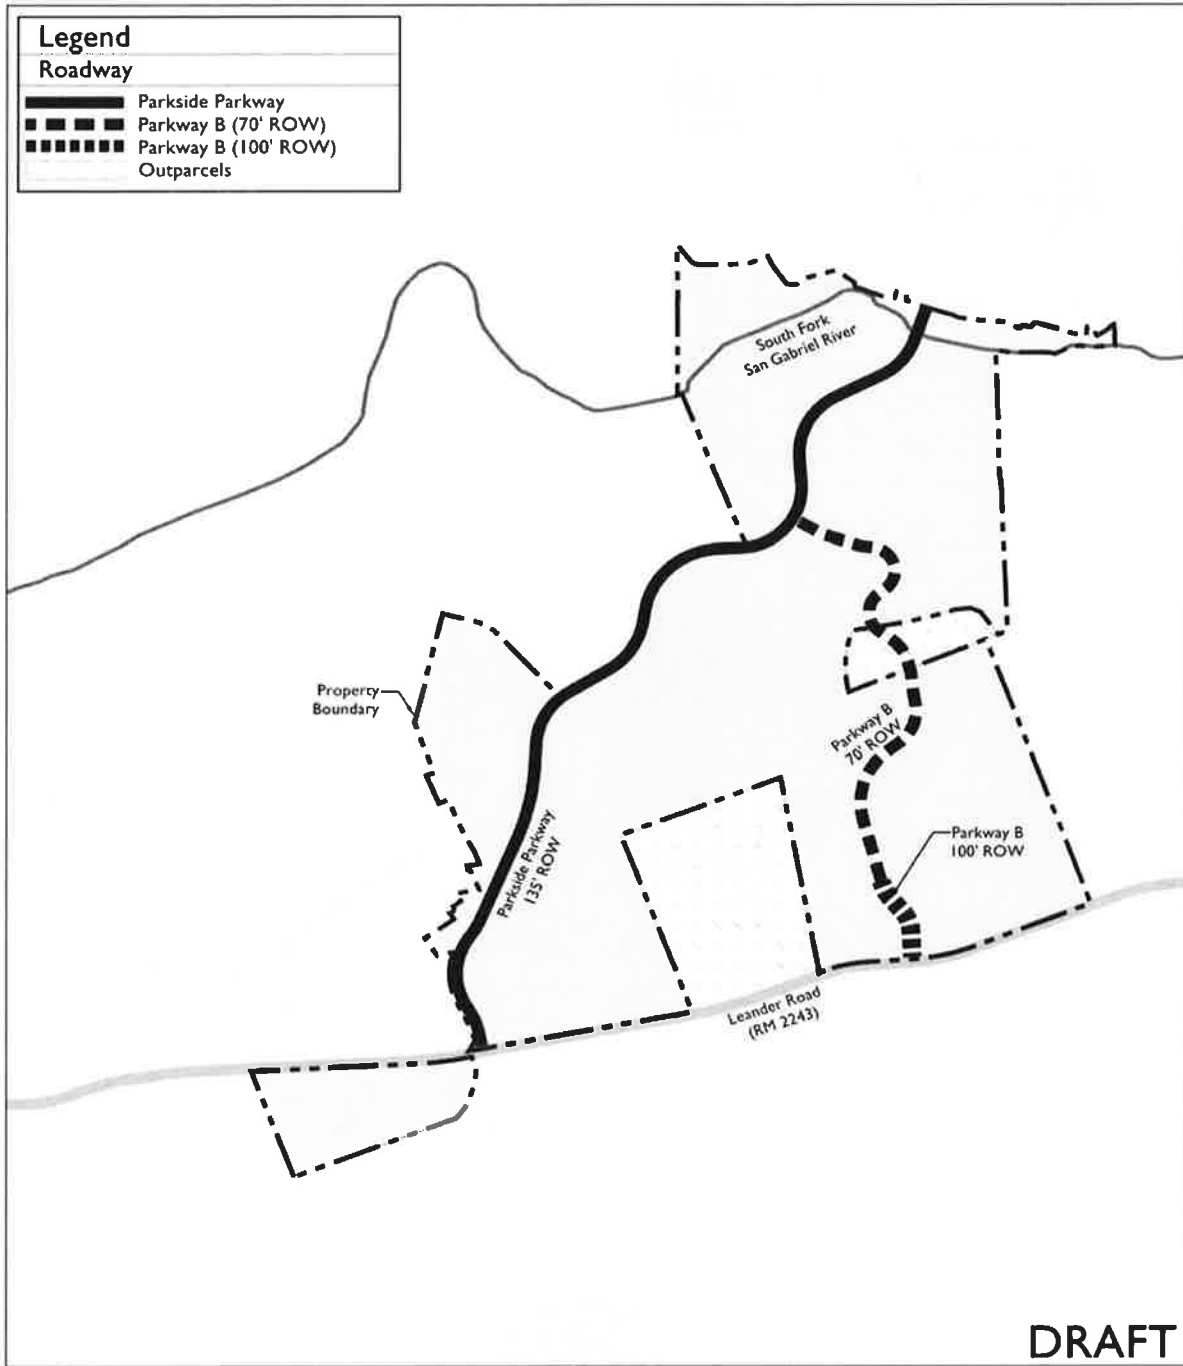 Legend
Roadway
Parkside Parkway
Parkway B (70' ROW)
Parkway B (100' ROW)
Outparcels
South Fork
San Gabriel River
Property
Boundary
Parkway B
70' ROW
Parkway B
100' ROW
Parkside Parkway
135' ROW
Leander Road
(RM 2243)
DRAFT